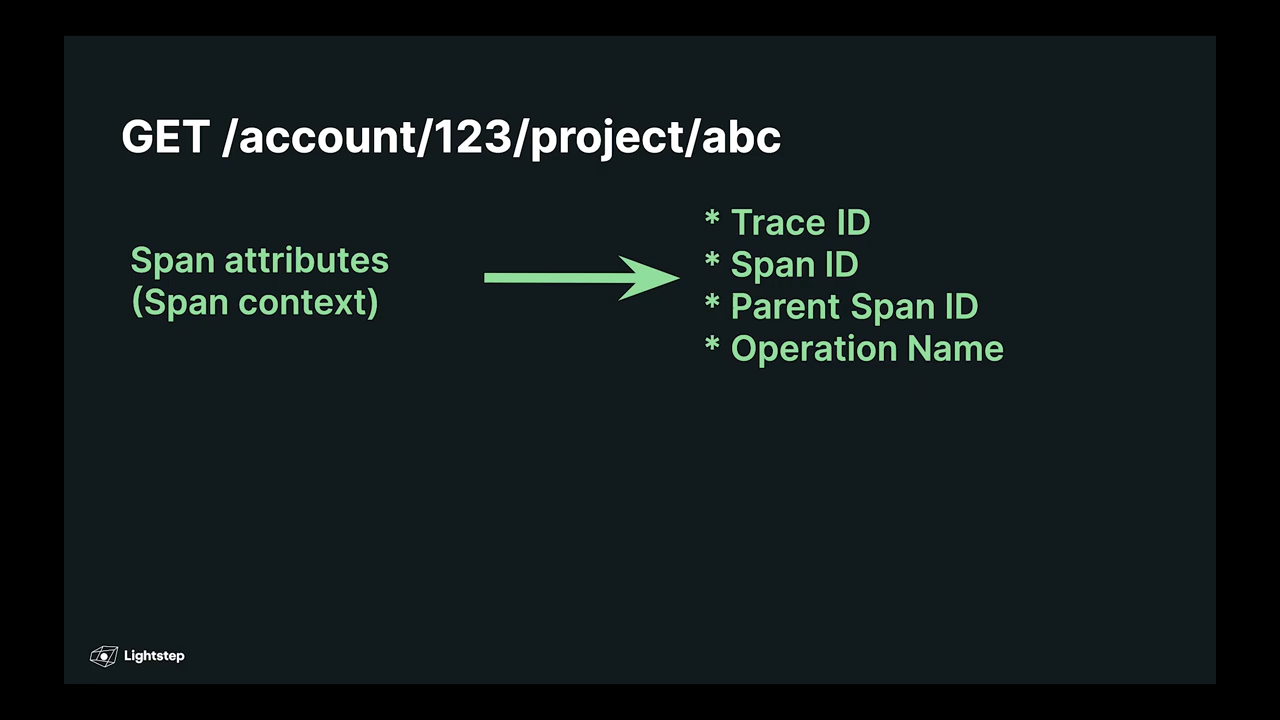 GET /account/123/project/abc
Span attributes
(Span context)
* Trace ID
* Span ID
* Parent Span ID
* Operation Name
Lightstep